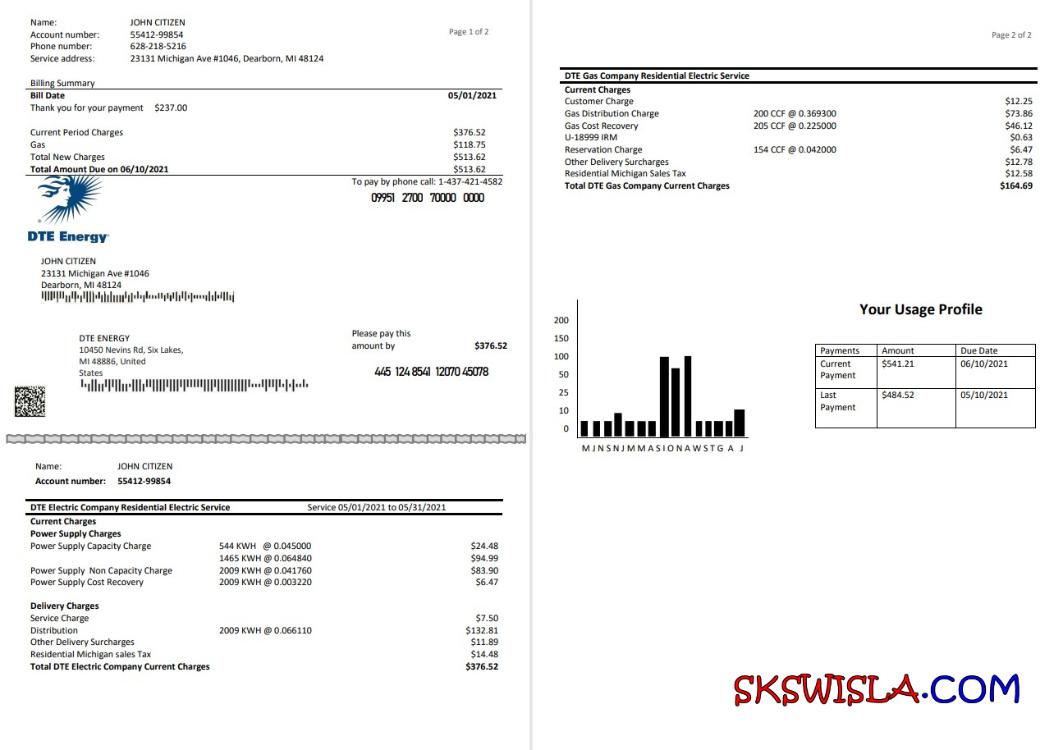 Name: JOHN CITIZEN
Account number: 55412-99854
Phone number: 628-218-5216
Service address: 23131 Michigan Ave #1046, Dearborn, MI 48124
Page 1 of 2
Billing Summary
Bill Date 05/01/2021
Thank you for your payment $237.00
Current Period Charges $376.52
Gas $118.75
Total New Charges $513.62
Total Amount Due on 06/10/2021 $513.62
To pay by phone call: 1-437-421-4582
09951 2700 70000 0000
DTE Energy
JOHN CITIZEN
23131 Michigan Ave #1046
Dearborn, MI 48124
DTE ENERGY
10450 Nevins Rd, Six Lakes,
MI 48886, United
States
Please pay this
amount by $376.52
445 124 8541 12070 45078
Name: JOHN CITIZEN
Account number: 55412-99854
DTE Electric Company Residential Electric Service Service 05/01/2021 to 05/31/2021
Current Charges
Power Supply Charges
Power Supply Capacity Charge 544 KWH @ 0.045000 $24.48
1465 KWH @ 0.064840 $94.99
Power Supply Non Capacity Charge 2009 KWH @ 0.041760 $83.90
Power Supply Cost Recovery 2009 KWH @ 0.003220 $6.47
Delivery Charges
Service Charge $7.50
Distribution 2009 KWH @ 0.066110 $132.81
Other Delivery Surcharges $11.89
Residential Michigan sales Tax $14.48
Total DTE Electric Company Current Charges $376.52
Page 2 of 2
DTE Gas Company Residential Electric Service
Current Charges
Customer Charge $12.25
Gas Distribution Charge 200 CCF @ 0.369300 $73.86
Gas Cost Recovery 205 CCF @ 0.225000 $46.12
U-18999 IRM $0.63
Reservation Charge 154 CCF @ 0.042000 $6.47
Other Delivery Surcharges $12.78
Residential Michigan Sales Tax $12.58
Total DTE Gas Company Current Charges $164.69
200
150
100
50
25
10
0
M J N S N J M M A S I O N A W S T G A J
Your Usage Profile
Payments Amount Due Date
Current Payment $541.21 06/10/2021
Last Payment $484.52 05/10/2021
SKSWISLA.COM